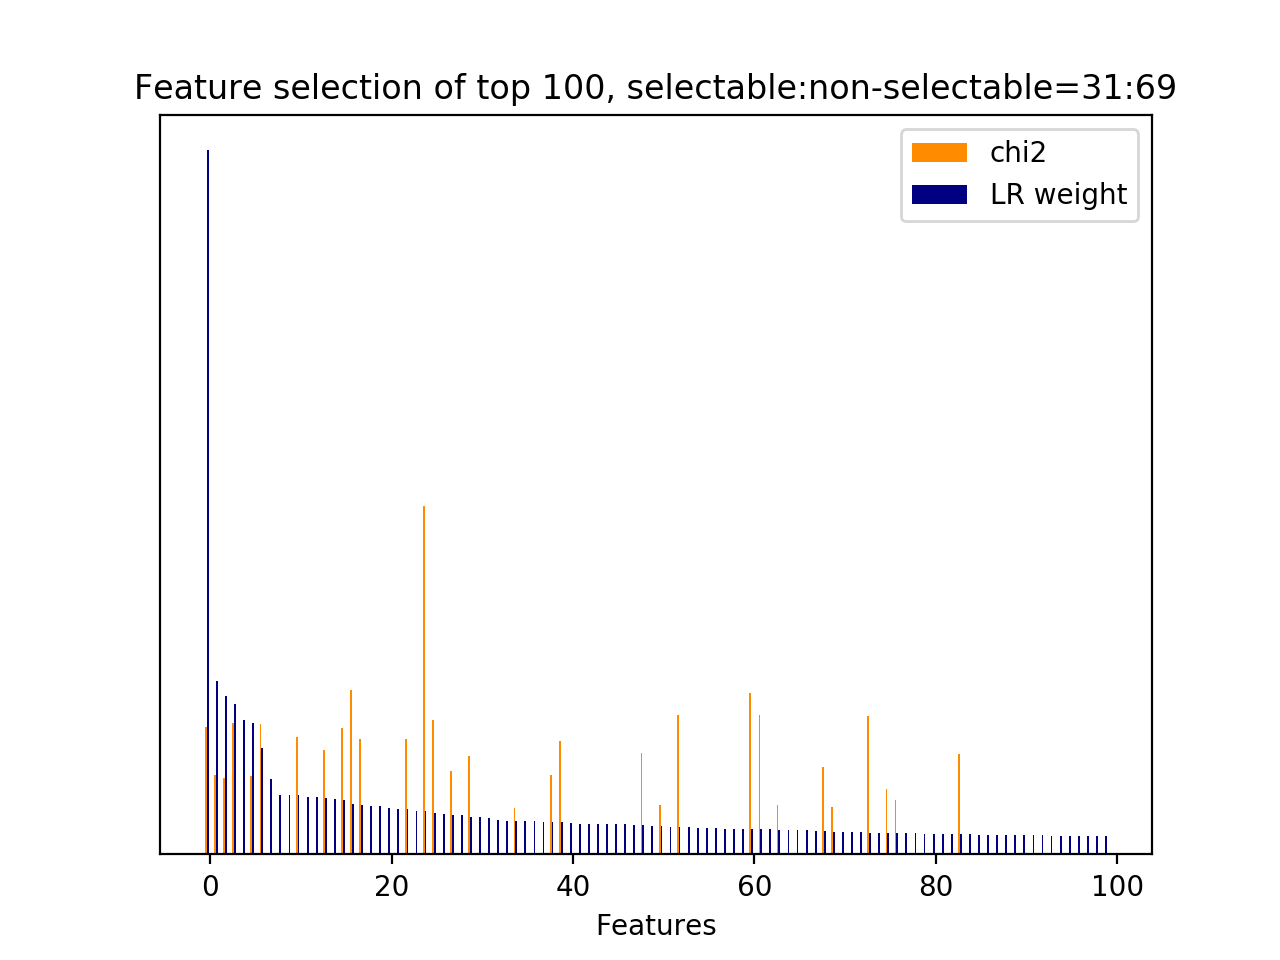 Feature selection of top 100, selectable:non-selectable=31:69
chi2
LR weight
0 20 40 60 80 100
Features